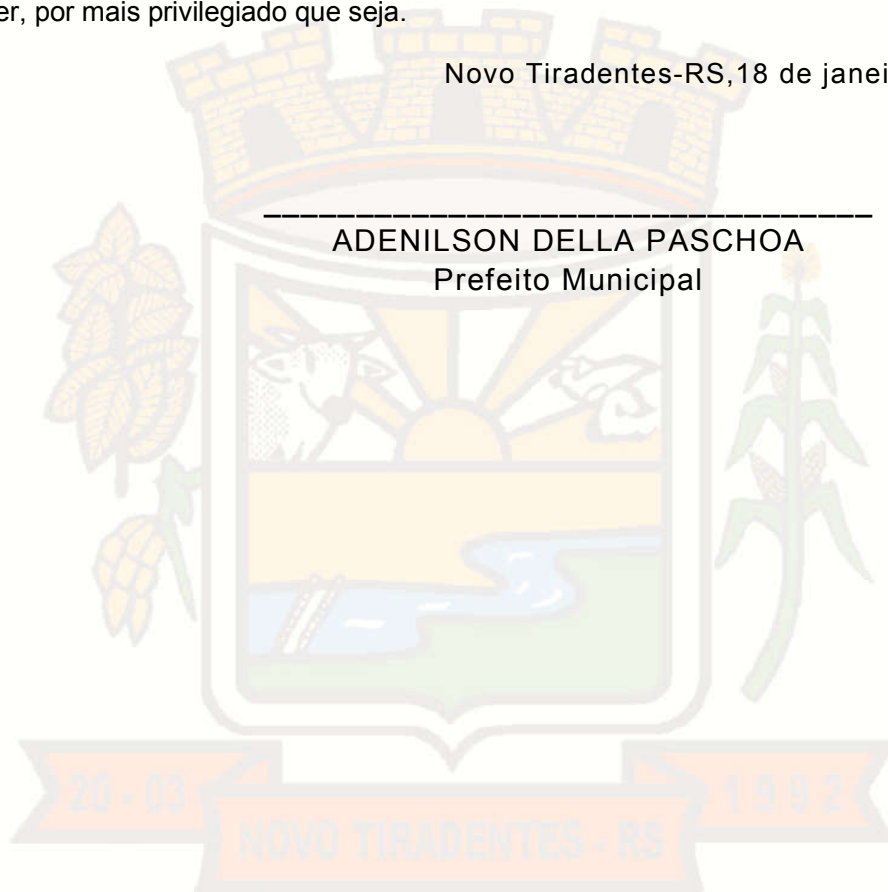 er, por mais privilegiado que seja.
Novo Tiradentes-RS,18 de janei
_________________________________
ADENILSON DELLA PASCHOA
Prefeito Municipal
20 - 03
1992
NOVO TIRADENTES - RS